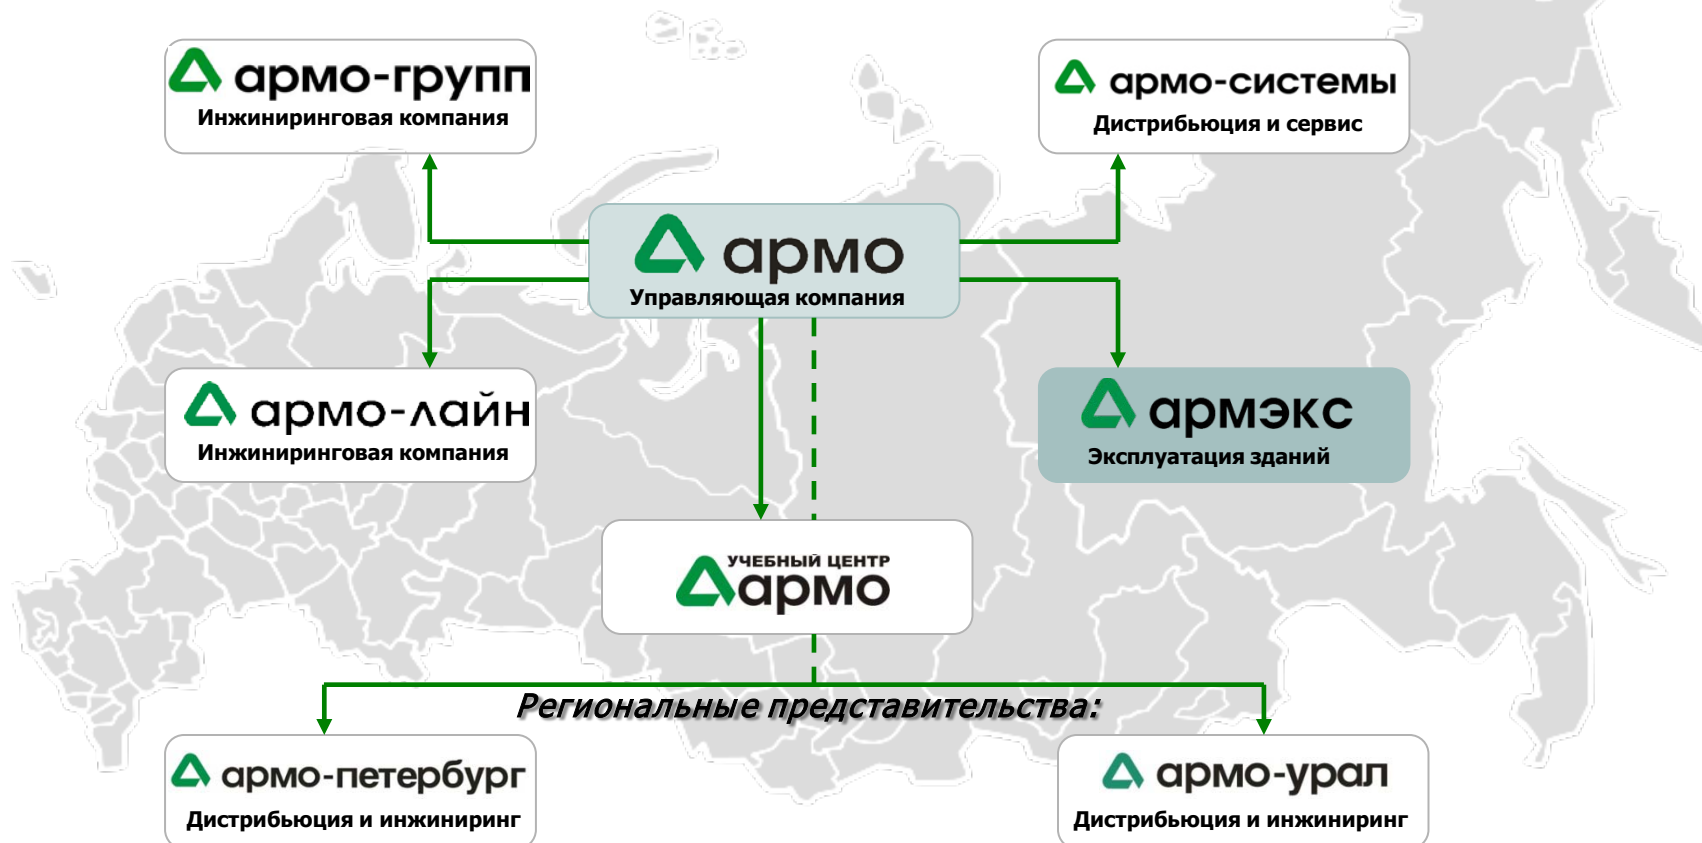 армо-групп
Инжиниринговая компания
армо-системы
Дистрибьюция и сервис
армо
Управляющая компания
армо-лайн
Инжиниринговая компания
армэкс
Эксплуатация зданий
УЧЕБНЫЙ ЦЕНТР
армо
Региональные представительства:
армо-петербург
Дистрибьюция и инжиниринг
армо-урал
Дистрибьюция и инжиниринг